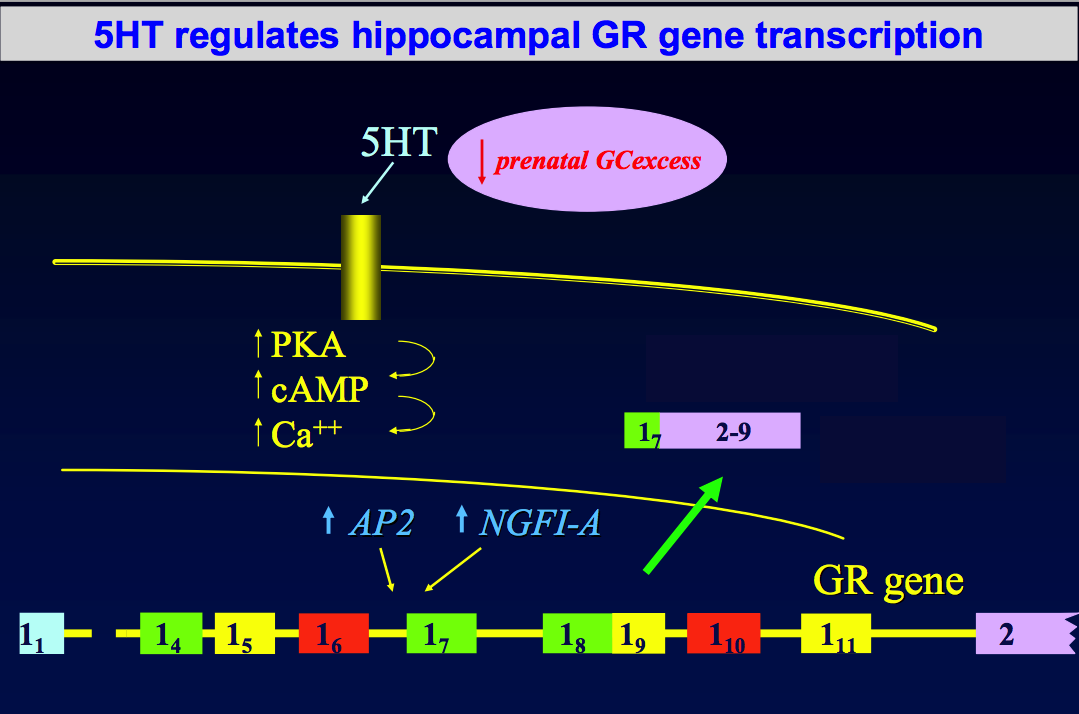 5HT regulates hippocampal GR gene transcription
5HT
↓ prenatal GCexcess
↑ PKA
↑ cAMP
↑ Ca⁺⁺
1₇ 2-9
↑ AP2 ↑ NGFI-A
GR gene
1₁ 1₄ 1₅ 1₆ 1₇ 1₈ 1₉ 1₁₀ 1₁₁ 2